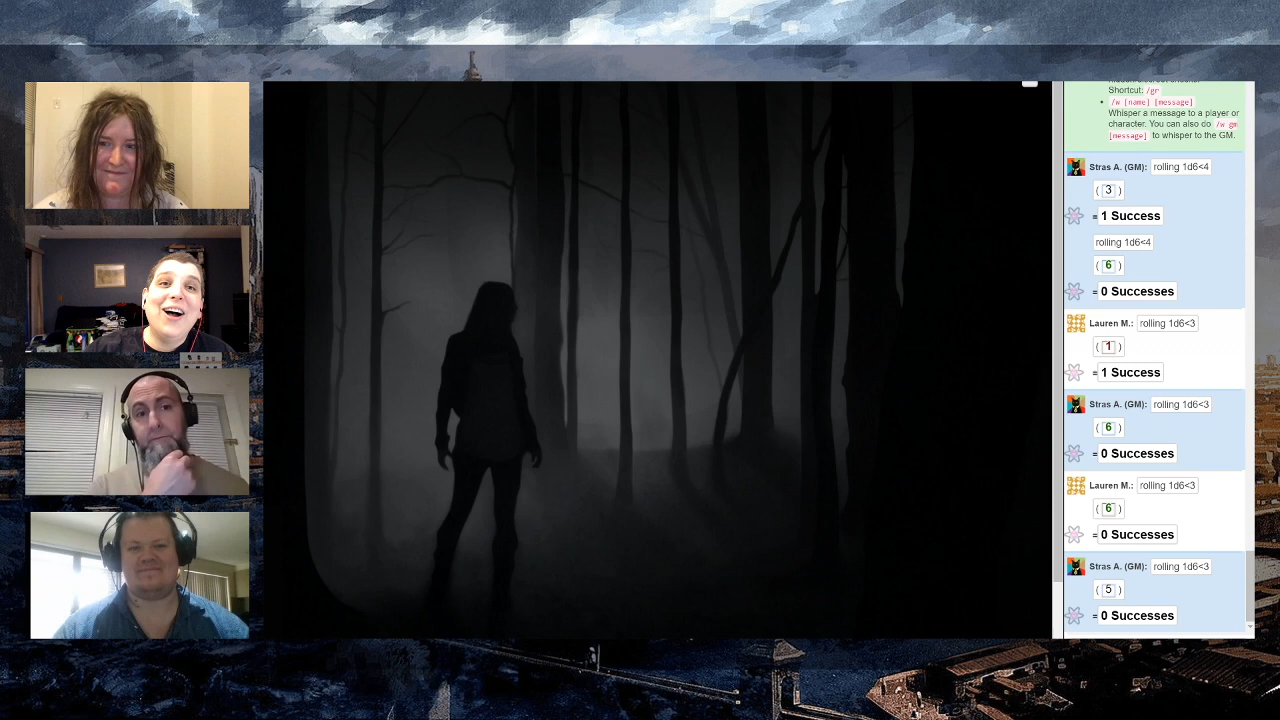 Shortcut: /gr
• /w [name] [message]
Whisper a message to a player or
character. You can also do /w gm
[message] to whisper to the GM.
Stras A. (GM): rolling 1d6<4
( 3 )
= 1 Success
rolling 1d6<4
( 6 )
= 0 Successes
Lauren M.: rolling 1d6<3
( 1 )
= 1 Success
Stras A. (GM): rolling 1d6<3
( 6 )
= 0 Successes
Lauren M.: rolling 1d6<3
( 6 )
= 0 Successes
Stras A. (GM): rolling 1d6<3
( 5 )
= 0 Successes